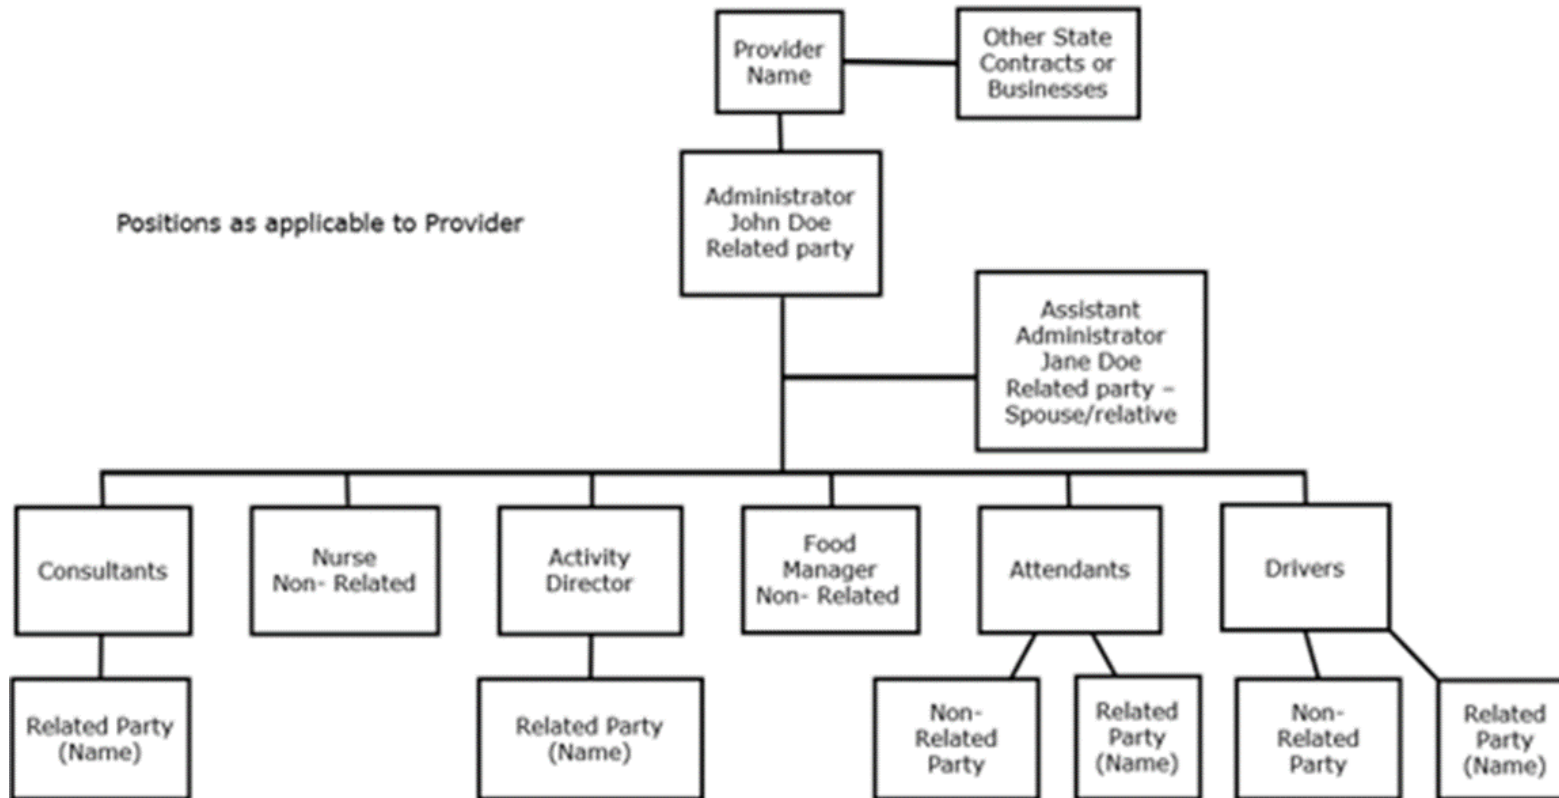 Provider
Name
Other State
Contracts or
Businesses
Administrator
John Doe
Related party
Positions as applicable to Provider
Assistant
Administrator
Jane Doe
Related party –
Spouse/relative
Consultants
Nurse
Non- Related
Activity
Director
Food
Manager
Non- Related
Attendants
Drivers
Related Party
(Name)
Related Party
(Name)
Non-
Related
Party
Related
Party
(Name)
Non-
Related
Party
Related
Party
(Name)